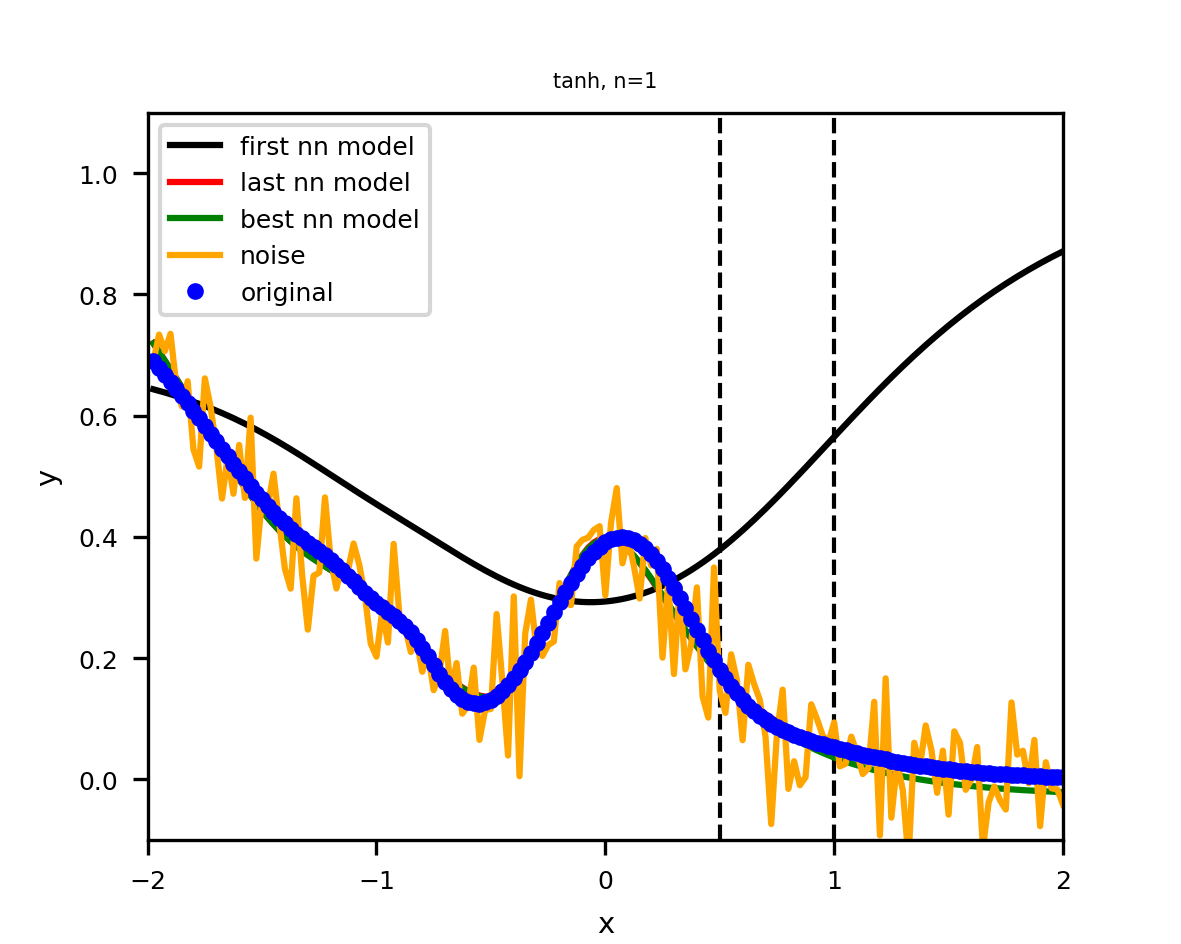 tanh, n=1
first nn model
last nn model
best nn model
noise
original
1.0
0.8
0.6
0.4
0.2
0.0
y
−2
−1
0
1
2
x